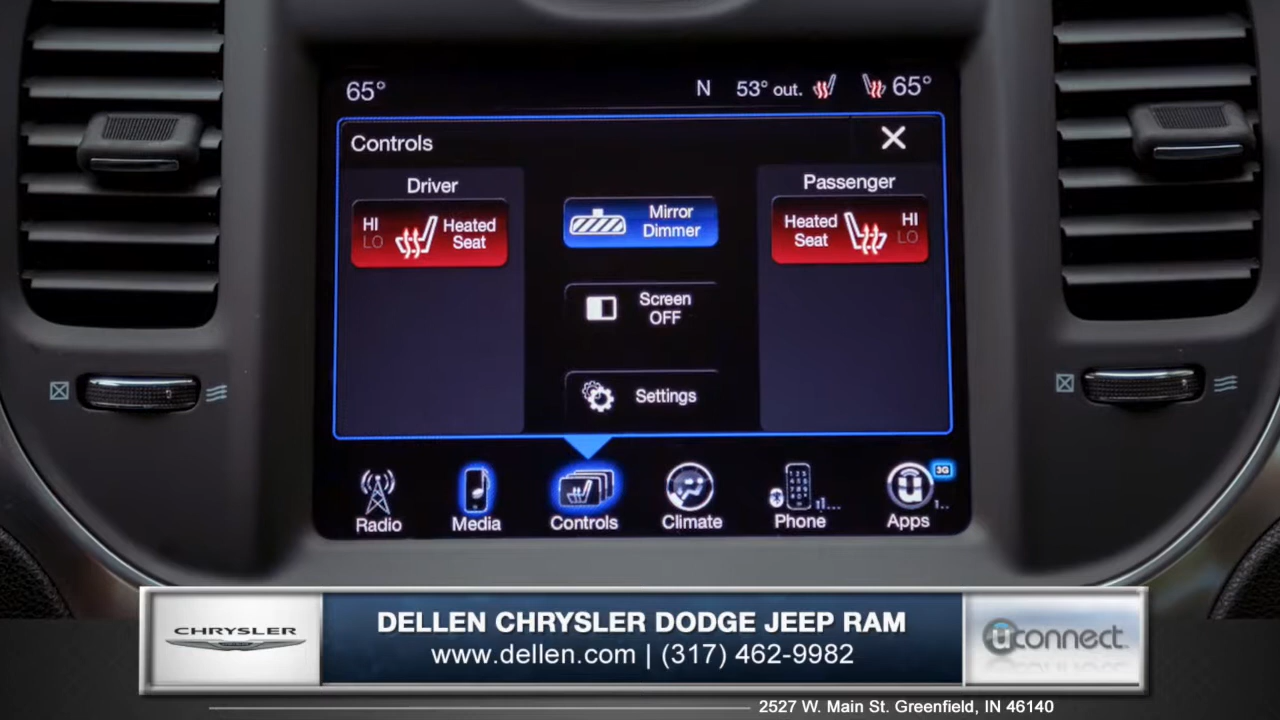 65°
N 53° out. 65°
Controls
Driver
Passenger
HI
LO
Heated
Seat
Mirror
Dimmer
Heated
Seat
HI
LO
Screen
OFF
Settings
3G
Radio
Media
Controls
Climate
Phone
Apps
CHRYSLER
DELLEN CHRYSLER DODGE JEEP RAM
www.dellen.com | (317) 462-9982
uconnect
2527 W. Main St. Greenfield, IN 46140